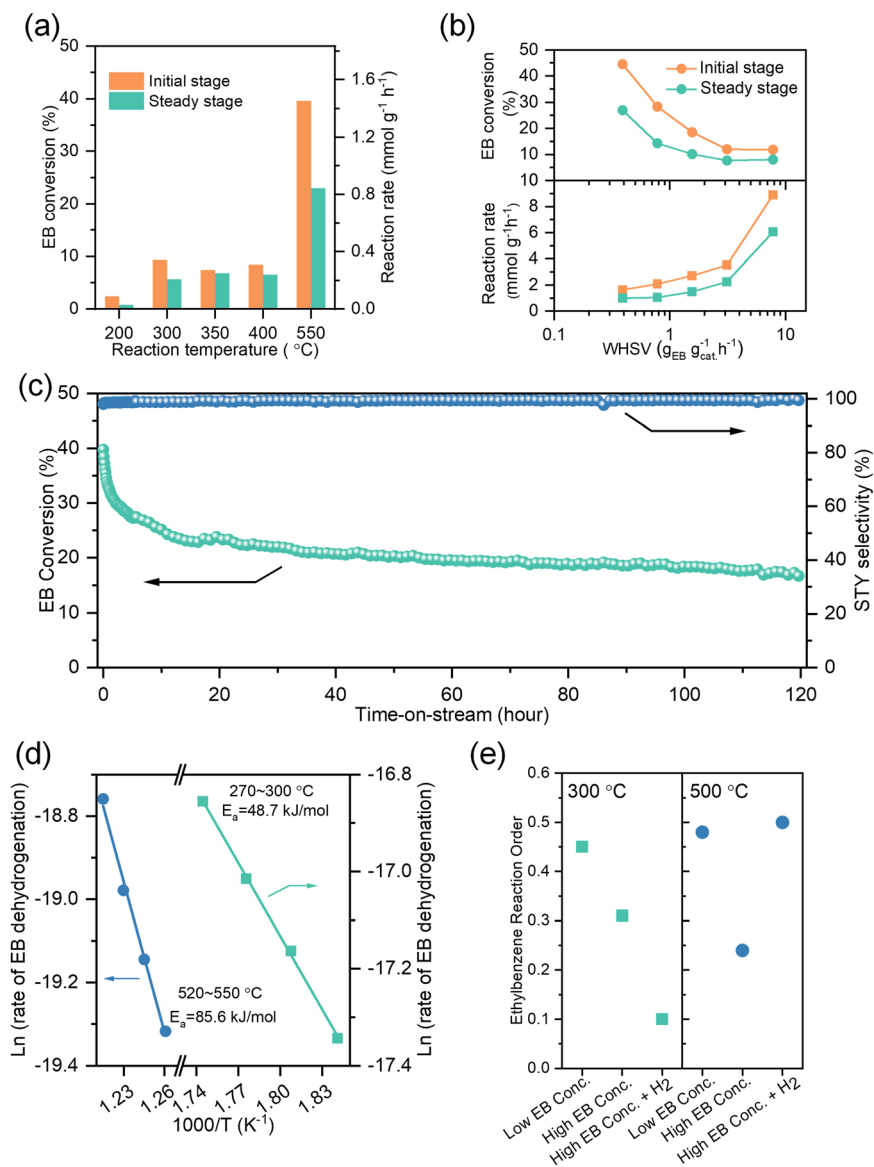 (a)
50
40
30
20
10
0
EB conversion (%)
Initial stage
Steady stage
1.6
1.2
0.8
0.4
0.0
Reaction rate (mmol g⁻¹ h⁻¹)
200 300 350 400 550
Reaction temperature ( °C)
(b)
50
40
30
20
10
EB conversion
(%)
Initial stage
Steady stage
10
8
6
4
2
0
Reaction rate
(mmol g⁻¹h⁻¹)
0.1 1 10
WHSV (g_EB g⁻¹_cat. h⁻¹)
(c)
50
40
30
20
10
0
EB Conversion (%)
100
80
60
40
20
0
STY selectivity (%)
0 20 40 60 80 100 120
Time-on-stream (hour)
(d)
-18.8
-19.0
-19.2
-19.4
Ln (rate of EB dehydrogenation)
270~300 °C
Eₐ=48.7 kJ/mol
520~550 °C
Eₐ=85.6 kJ/mol
-16.8
-17.0
-17.2
-17.4
Ln (rate of EB dehydrogenation)
1.23 1.26 1.74 1.77 1.80 1.83
1000/T (K⁻¹)
(e)
0.6
0.5
0.4
0.3
0.2
0.1
0.0
Ethylbenzene Reaction Order
300 °C
500 °C
Low EB Conc.
High EB Conc.
High EB Conc. + H2
Low EB Conc.
High EB Conc.
High EB Conc. + H2